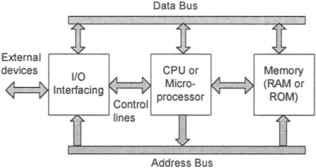 Data Bus
External
devices
I/O
Interfacing
Control
lines
CPU or
Micro-
processor
Memory
(RAM or
ROM)
Address Bus